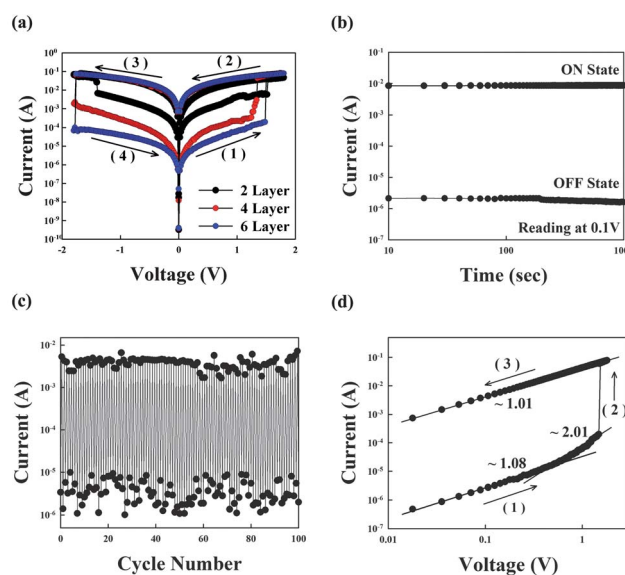 (a)
10^0
10^-1
10^-2
10^-3
10^-4
10^-5
10^-6
10^-7
10^-8
10^-9
10^-10
Current (A)
(3)
(2)
(4)
(1)
2 Layer
4 Layer
6 Layer
-2 -1 0 1 2
Voltage (V)
(b)
10^-1
10^-2
10^-3
10^-4
10^-5
10^-6
10^-7
Current (A)
ON State
OFF State
Reading at 0.1V
10 100 1000
Time (sec)
(c)
10^-2
10^-3
10^-4
10^-5
10^-6
Current (A)
0 20 40 60 80 100
Cycle Number
(d)
10^0
10^-1
10^-2
10^-3
10^-4
10^-5
10^-6
10^-7
Current (A)
(3)
(2)
~ 1.01
~ 2.01
~ 1.08
(1)
0.01 0.1 1
Voltage (V)